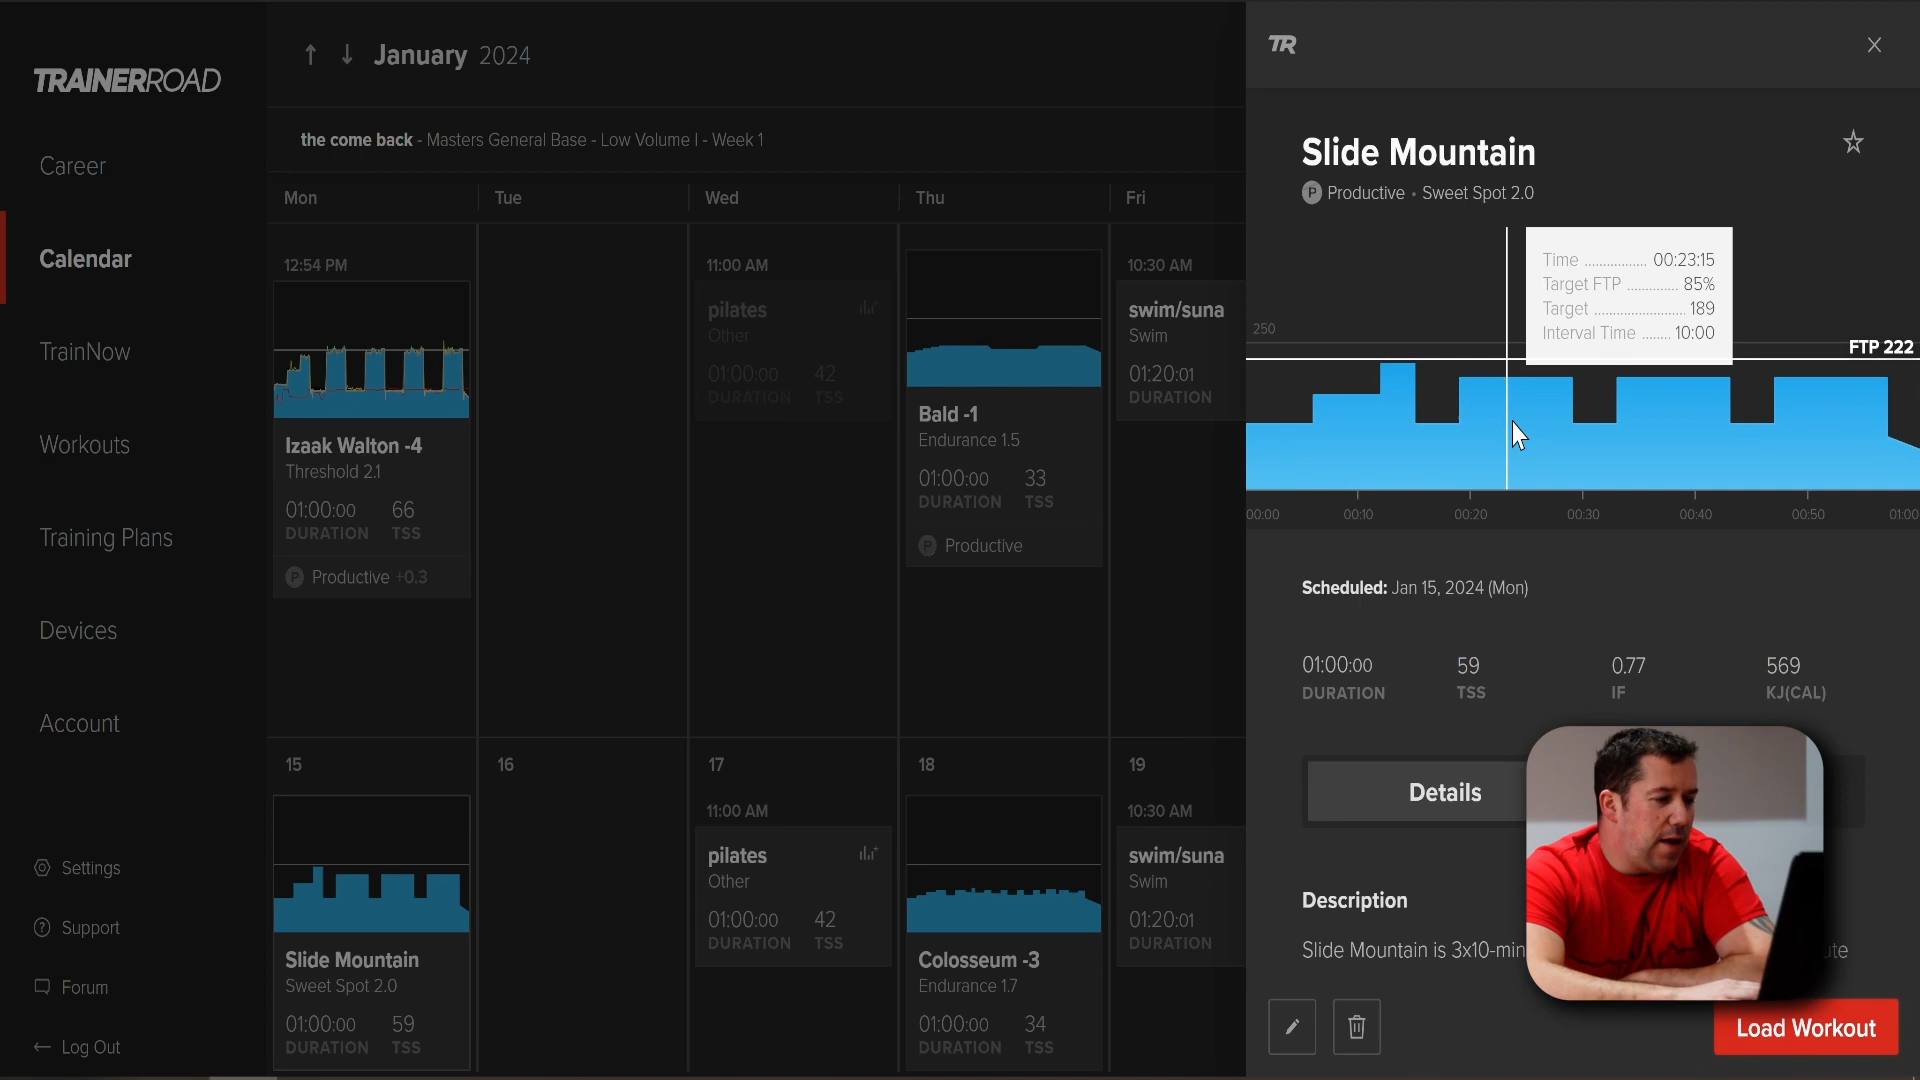 TRAINERROAD
Career
Calendar
TrainNow
Workouts
Training Plans
Devices
Account
Settings
Support
Forum
Log Out
January 2024
the come back - Masters General Base - Low Volume I - Week 1
Mon Tue Wed Thu Fri
12:54 PM
Izaak Walton -4
Threshold 2.1
01:00:00 66
DURATION TSS
P Productive +0.3
11:00 AM
pilates
Other
01:00:00 42
DURATION TSS
Bald -1
Endurance 1.5
01:00:00 33
DURATION TSS
P Productive
10:30 AM
swim/suna
Swim
01:20:01
DURATION
15 16 17 18 19
Slide Mountain
Sweet Spot 2.0
01:00:00 59
DURATION TSS
11:00 AM
pilates
Other
01:00:00 42
DURATION TSS
Colosseum -3
Endurance 1.7
01:00:00 34
DURATION TSS
10:30 AM
swim/suna
Swim
01:20:01
DURATION
TR
Slide Mountain
P Productive • Sweet Spot 2.0
Time ................ 00:23:15
Target FTP ............. 85%
Target ....................... 189
Interval Time ....... 10:00
250
FTP 222
00:00 00:10 00:20 00:30 00:40 00:50 01:00
Scheduled: Jan 15, 2024 (Mon)
01:00:00 59 0.77 569
DURATION TSS IF KJ(CAL)
Details
Description
Slide Mountain is 3x10-min
ute
Load Workout